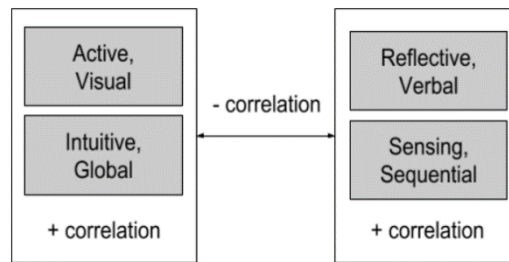 Active,
Visual
Intuitive,
Global
+ correlation
- correlation
Reflective,
Verbal
Sensing,
Sequential
+ correlation